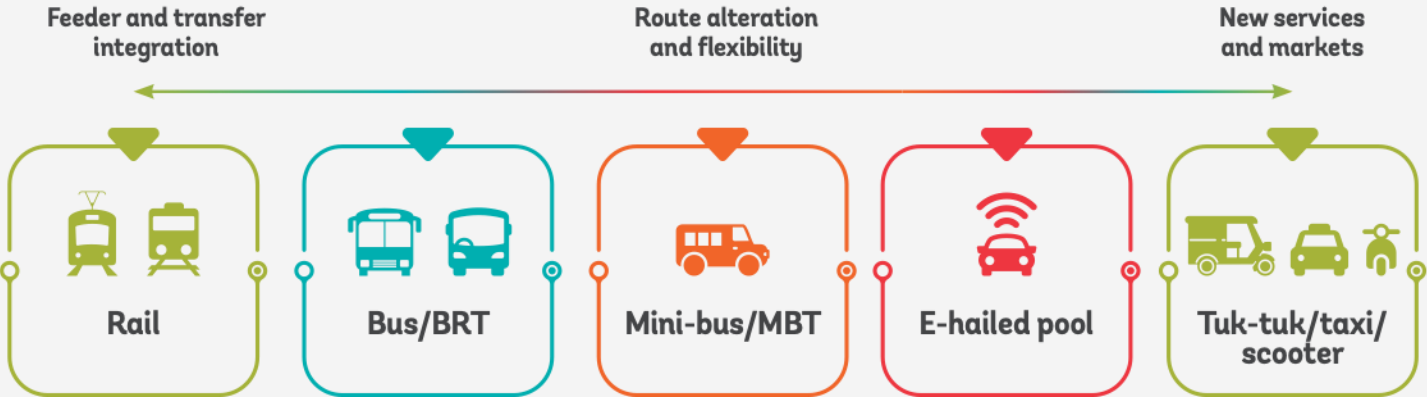 Feeder and transfer
integration
Route alteration
and flexibility
New services
and markets
Rail
Bus/BRT
Mini-bus/MBT
E-hailed pool
Tuk-tuk/taxi/
scooter